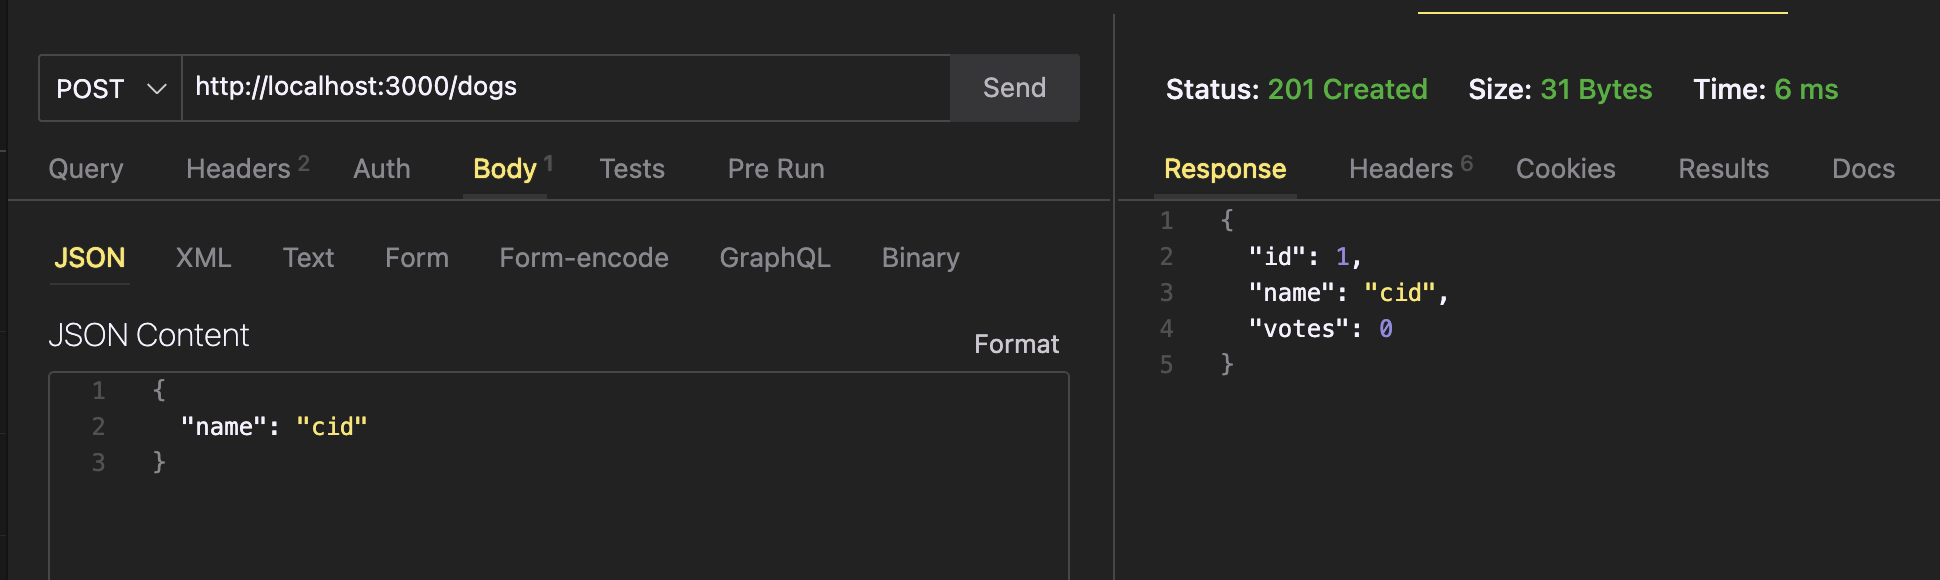 POST http://localhost:3000/dogs Send
Query Headers 2 Auth Body 1 Tests Pre Run
JSON XML Text Form Form-encode GraphQL Binary
JSON Content
Format
1 {
2 "name": "cid"
3 }
Status: 201 Created Size: 31 Bytes Time: 6 ms
Response Headers 6 Cookies Results Docs
1 {
2 "id": 1,
3 "name": "cid",
4 "votes": 0
5 }